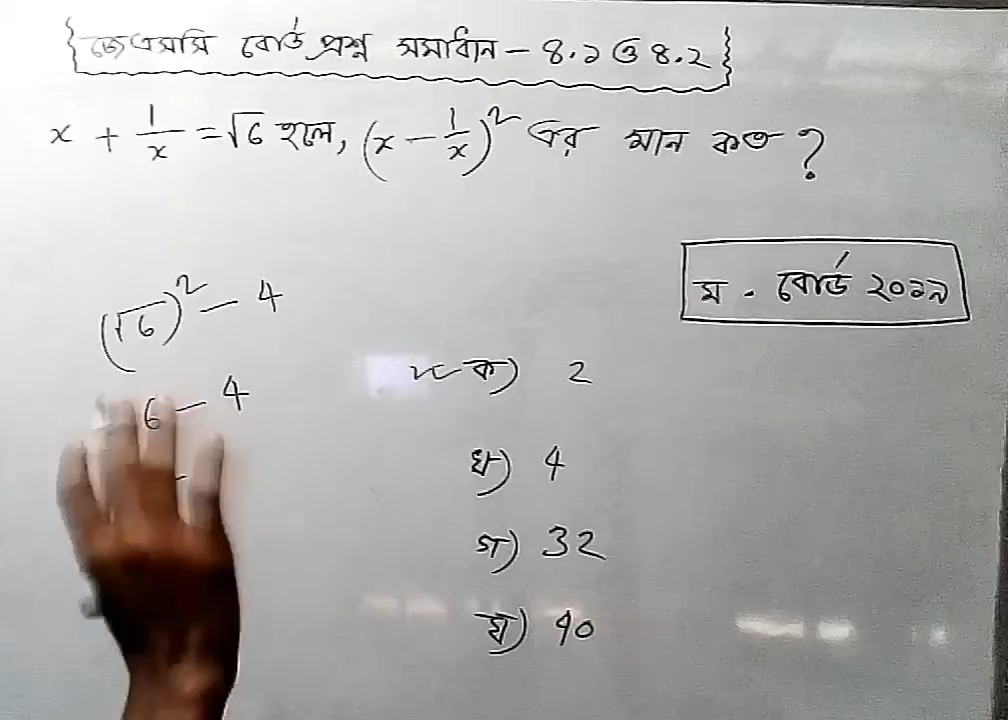 জেএসসি বোর্ড প্রশ্ন সমাধান – ৪.১ ও ৪.২
x + 1/x = √6 হলে, (x – 1/x)² এর মান কত ?
ম . বোর্ড ২০১৯
(√6)² – 4
6 – 4
ক) 2
খ) 4
গ) 32
ঘ) 40